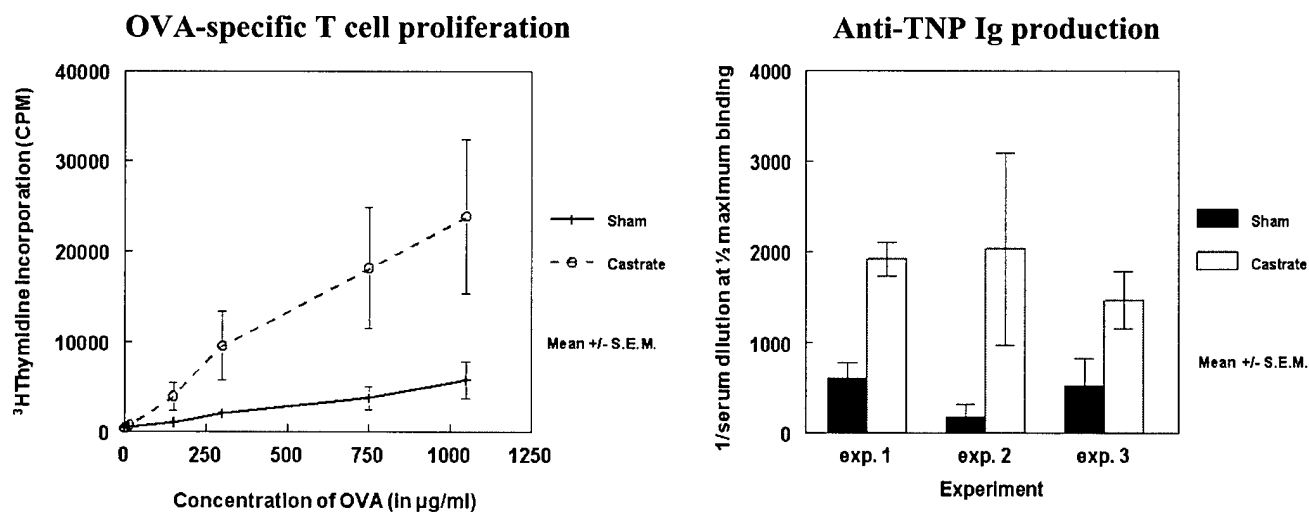 OVA-specific T cell proliferation
³HThymidine incorporation (CPM)
40000
30000
20000
10000
0
0 250 500 750 1000 1250
Concentration of OVA (in µg/ml)
Sham
Castrate
Mean +/- S.E.M.
Anti-TNP Ig production
1/serum dilution at ½ maximum binding
4000
3000
2000
1000
0
exp. 1 exp. 2 exp. 3
Experiment
Sham
Castrate
Mean +/- S.E.M.